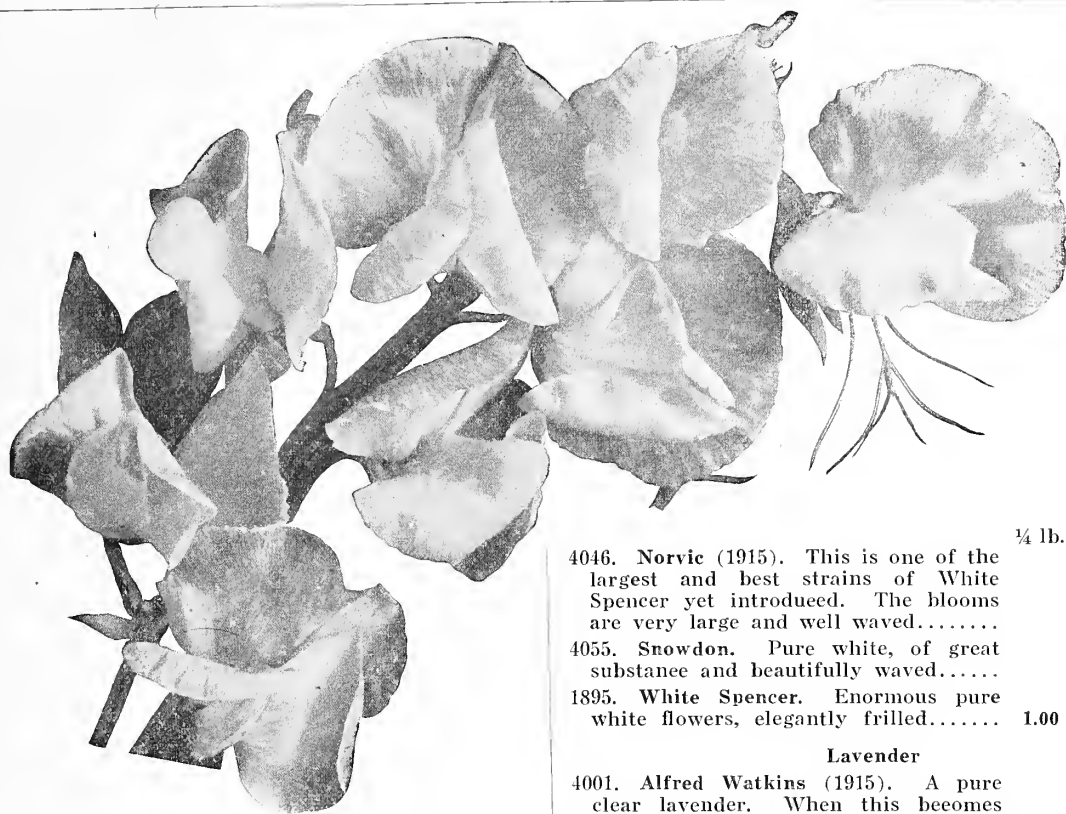 ¼ lb.
4046. Norvic (1915). This is one of the
largest and best strains of White
Spencer yet introdueed. The blooms
are very large and well waved........
4055. Snowdon. Pure white, of great
substanee and beautifully waved......
1895. White Spencer. Enormous pure
white flowers, elegantly frilled....... 1.00
Lavender
4001. Alfred Watkins (1915). A pure
clear lavender. When this beeomes